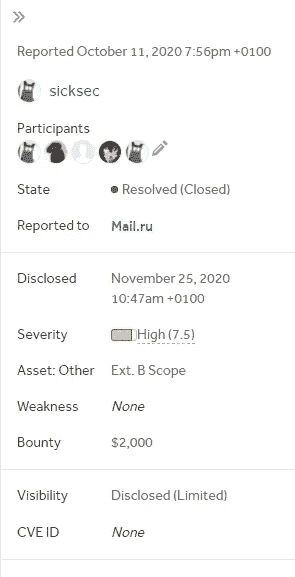 Reported October 11, 2020 7:56pm +0100
sicksec
Participants
State Resolved (Closed)
Reported to Mail.ru
Disclosed November 25, 2020
10:47am +0100
Severity High (7.5)
Asset: Other Ext. B Scope
Weakness None
Bounty $2,000
Visibility Disclosed (Limited)
CVE ID None